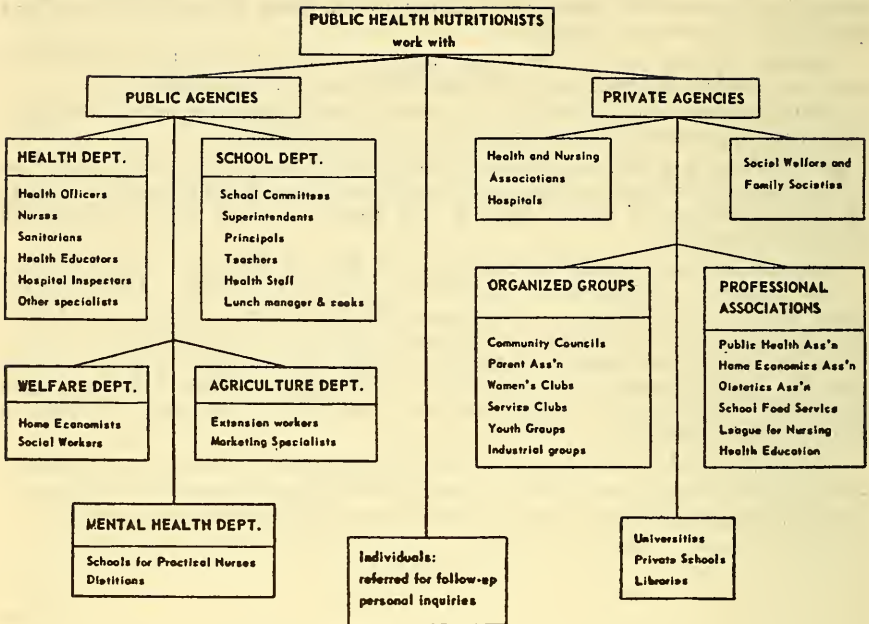 PUBLIC HEALTH NUTRITIONISTS
work with
PUBLIC AGENCIES
PRIVATE AGENCIES
HEALTH DEPT.
Health Officers
Nurses
Sanitarians
Health Educators
Hospital Inspectors
Other specialists
SCHOOL DEPT.
School Committees
Superintendents
Principals
Teachers
Health Staff
Lunch manager & cooks
Health and Nursing
Associations
Hospitals
Social Welfare and
Family Societies
WELFARE DEPT.
Home Economists
Social Workers
AGRICULTURE DEPT.
Extension workers
Marketing Specialists
ORGANIZED GROUPS
Community Councils
Parent Ass'n
Women's Clubs
Service Clubs
Youth Groups
Industrial groups
PROFESSIONAL
ASSOCIATIONS
Public Health Ass'n
Home Economics Ass'n
Dietetics Ass'n
School Food Service
League for Nursing
Health Education
MENTAL HEALTH DEPT.
Schools for Practical Nurses
Dietitions
Individuals:
referred for follow-up
personal inquiries
Universities
Private Schools
Libraries